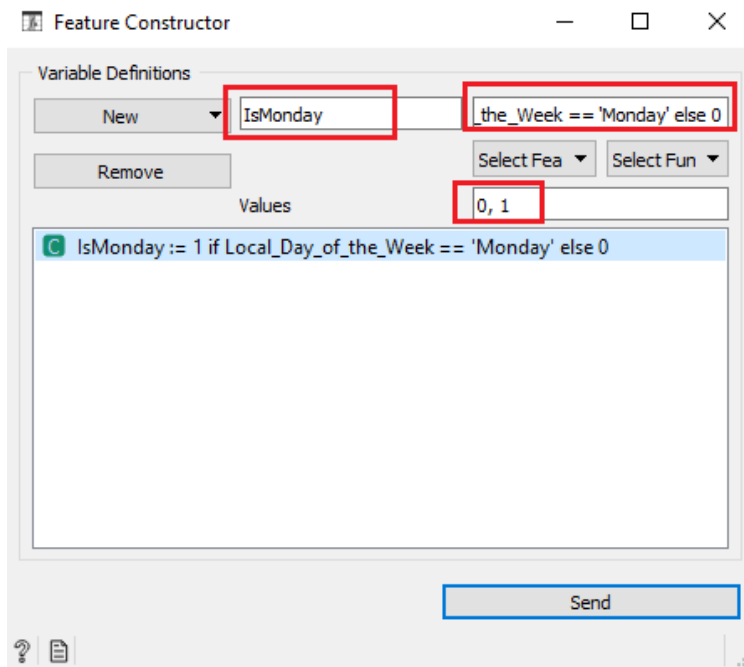 Feature Constructor
Variable Definitions
New IsMonday _the_Week == 'Monday' else 0
Select Fea Select Fun
Remove
Values 0, 1
C IsMonday := 1 if Local_Day_of_the_Week == 'Monday' else 0
Send
?